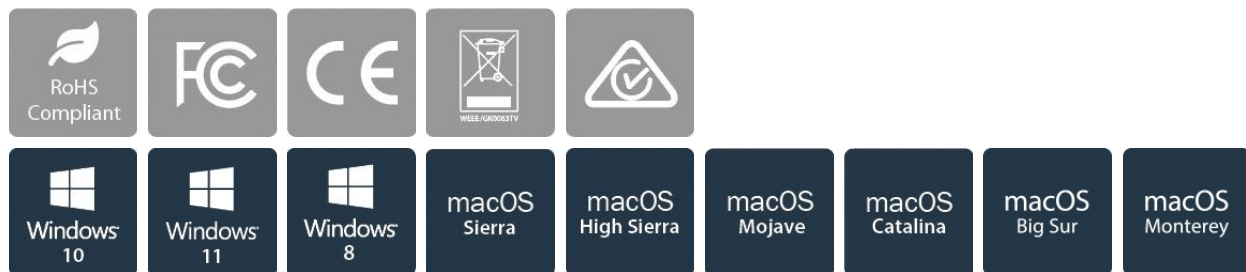 RoHS
Compliant
FC
CE
WEEE/GK0083TV
Windows
10
Windows
11
Windows
8
macOS
Sierra
macOS
High Sierra
macOS
Mojave
macOS
Catalina
macOS
Big Sur
macOS
Monterey